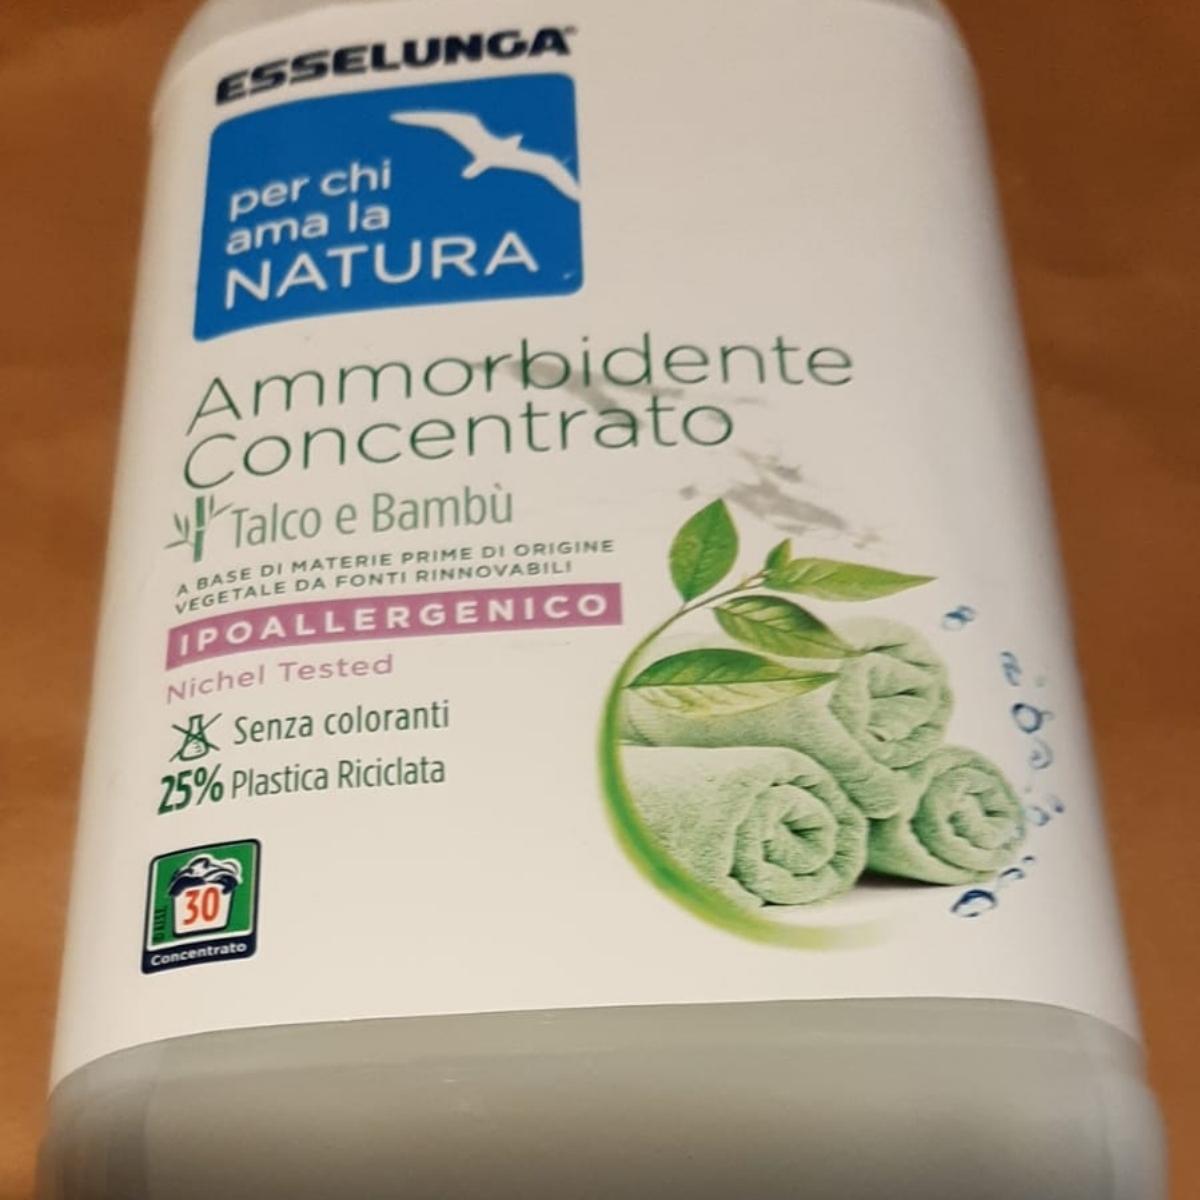 ESSELUNGA
per chi
ama la
NATURA
Ammorbidente
Concentrato
Talco e Bambù
A BASE DI MATERIE PRIME DI ORIGINE
VEGETALE DA FONTI RINNOVABILI
IPOALLERGENICO
Nichel Tested
Senza coloranti
25% Plastica Riciclata
30
Concentrato